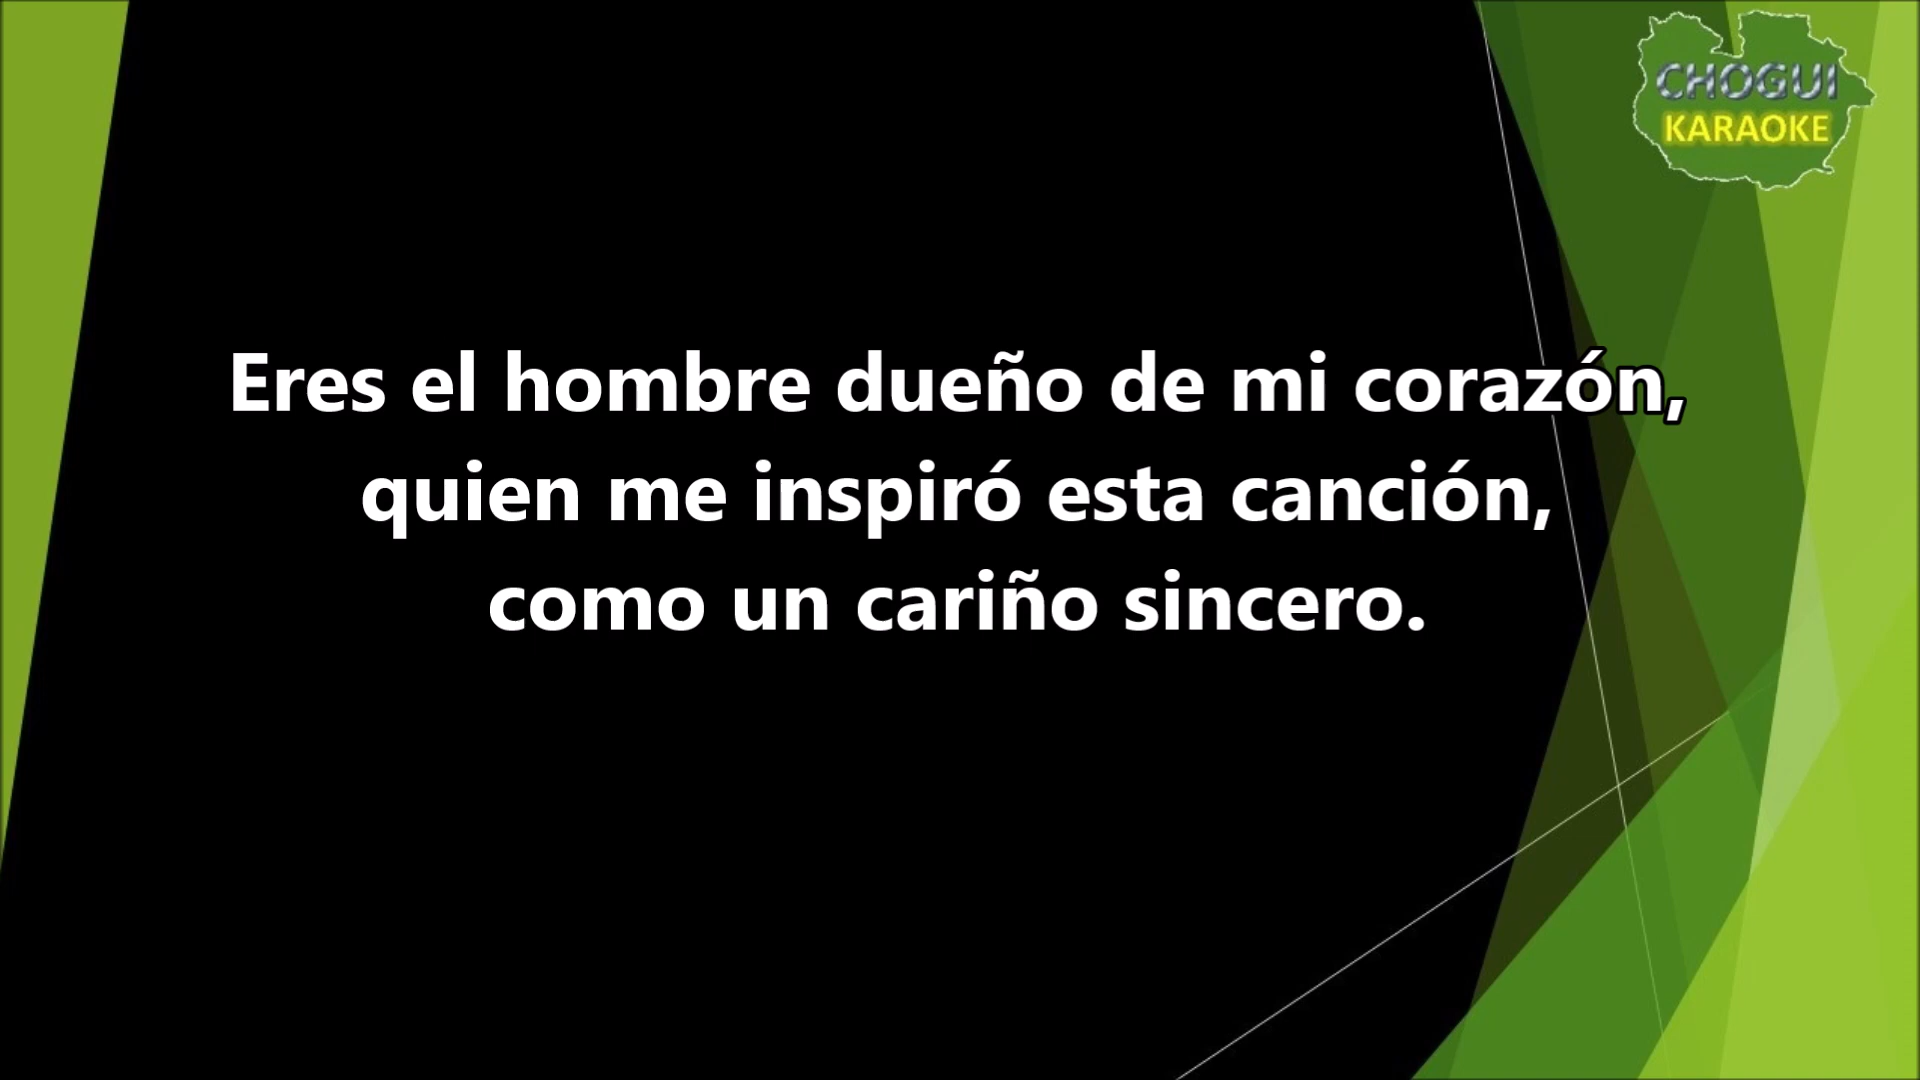 CHOGUI
KARAOKE
Eres el hombre dueño de mi corazón,
quien me inspiró esta canción,
como un cariño sincero.